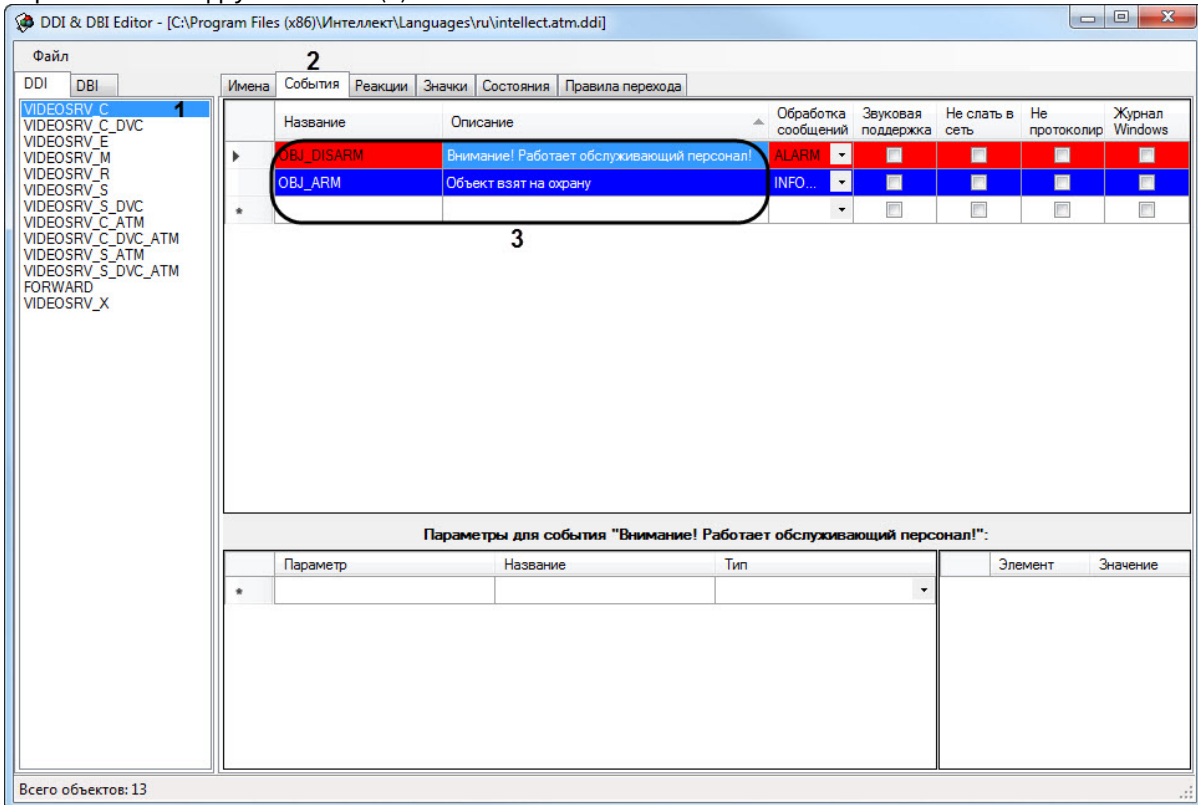 DDI & DBI Editor - [C:\Program Files (x86)\Интеллект\Languages\ru\intellect.atm.ddi]
Файл
2
DDI DBI
Имена События Реакции Значки Состояния Правила перехода
VIDEOSRV_C 1
VIDEOSRV_C_DVC
VIDEOSRV_E
VIDEOSRV_M
VIDEOSRV_R
VIDEOSRV_S
VIDEOSRV_S_DVC
VIDEOSRV_C_ATM
VIDEOSRV_C_DVC_ATM
VIDEOSRV_S_ATM
VIDEOSRV_S_DVC_ATM
FORWARD
VIDEOSRV_X
Название Описание Обработка сообщений Звуковая поддержка Не слать в сеть Не протоколир Журнал Windows
OBJ_DISARM Внимание! Работает обслуживающий персонал! ALARM
OBJ_ARM Объект взят на охрану INFO...
3
Параметры для события "Внимание! Работает обслуживающий персонал!":
Параметр Название Тип Элемент Значение
Всего объектов: 13